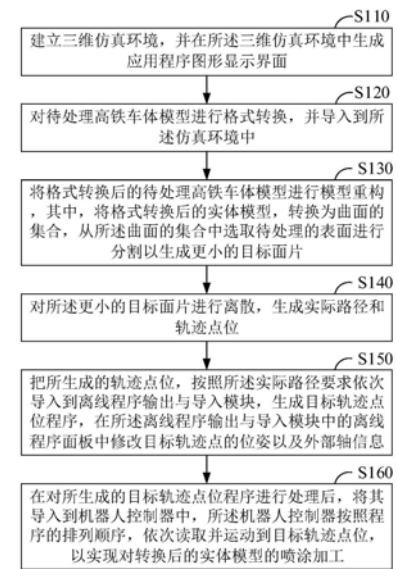 S110
建立三维仿真环境，并在所述三维仿真环境中生成
应用程序图形显示界面
S120
对待处理高铁车体模型进行格式转换，并导入到所
述仿真环境中
S130
将格式转换后的待处理高铁车体模型进行模型重构
，其中，将格式转换后的实体模型，转换为曲面的
集合，从所述曲面的集合中选取待处理的表面进行
分割以生成更小的目标面片
S140
对所述更小的目标面片进行离散，生成实际路径和
轨迹点位
S150
把所生成的轨迹点位，按照所述实际路径要求依次
导入到离线程序输出与导入模块，生成目标轨迹点
位程序，在所述离线程序输出与导入模块中的离线
程序面板中修改目标轨迹点的位姿以及外部轴信息
S160
在对所生成的目标轨迹点位程序进行处理后，将其
导入到机器人控制器中，所述机器人控制器按照程
序的排列顺序，依次读取并运动到目标轨迹点位，
以实现对转换后的实体模型的喷涂加工